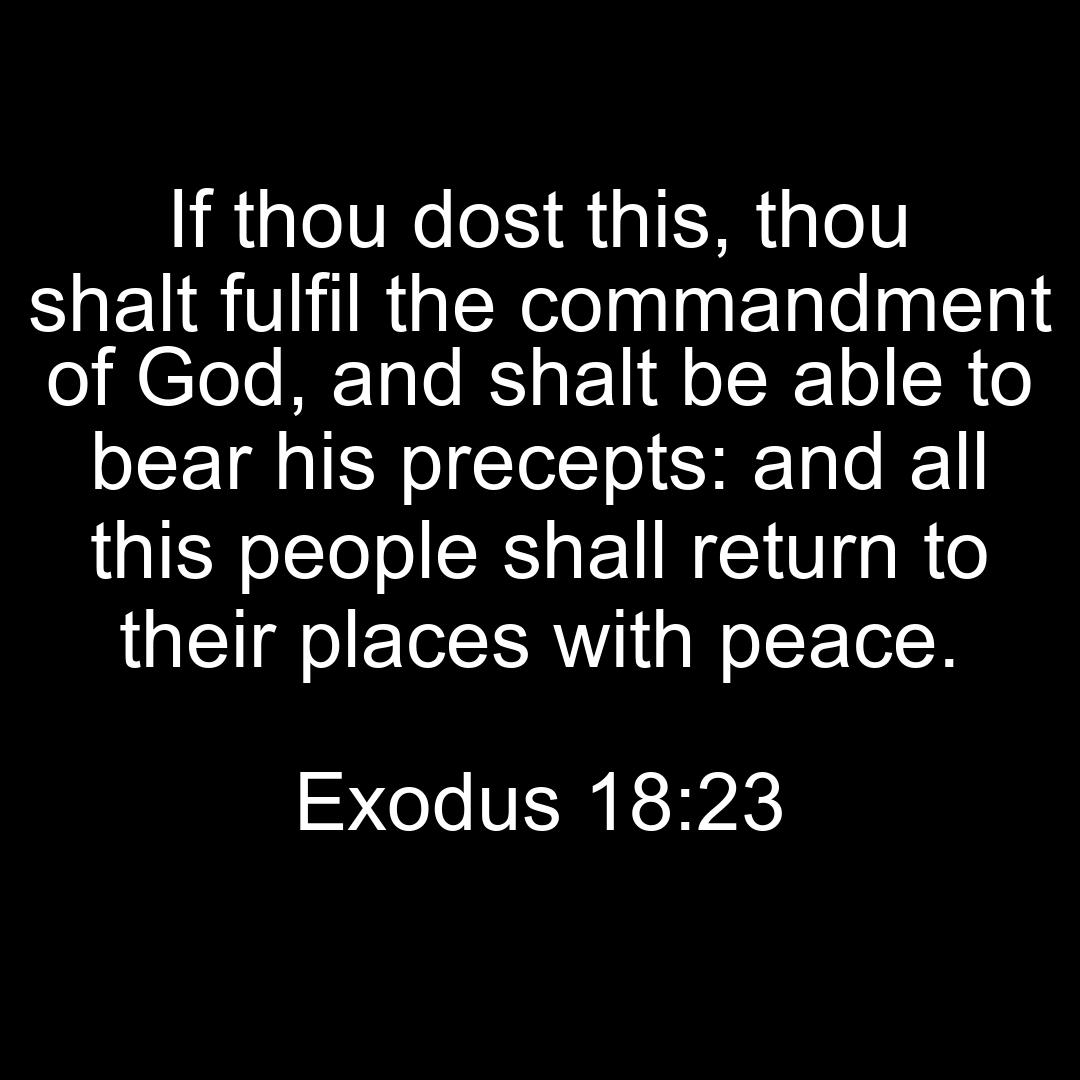 If thou dost this, thou
shalt fulfil the commandment
of God, and shalt be able to
bear his precepts: and all
this people shall return to
their places with peace.
Exodus 18:23